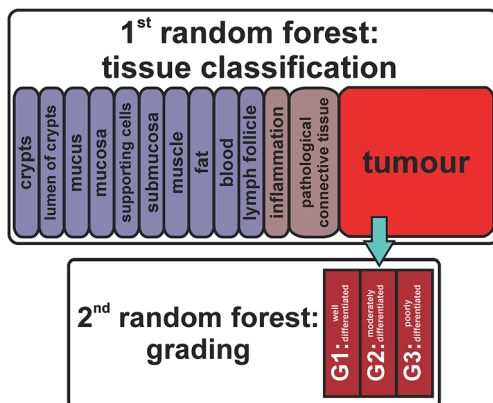 1st random forest:
tissue classification
crypts
lumen of crypts
mucus
mucosa
supporting cells
submucosa
muscle
fat
blood
lymph follicle
inflammation
pathological
connective tissue
tumour
2nd random forest:
grading
G1: well
differentiated
G2: moderately
differentiated
G3: poorly
differentiated